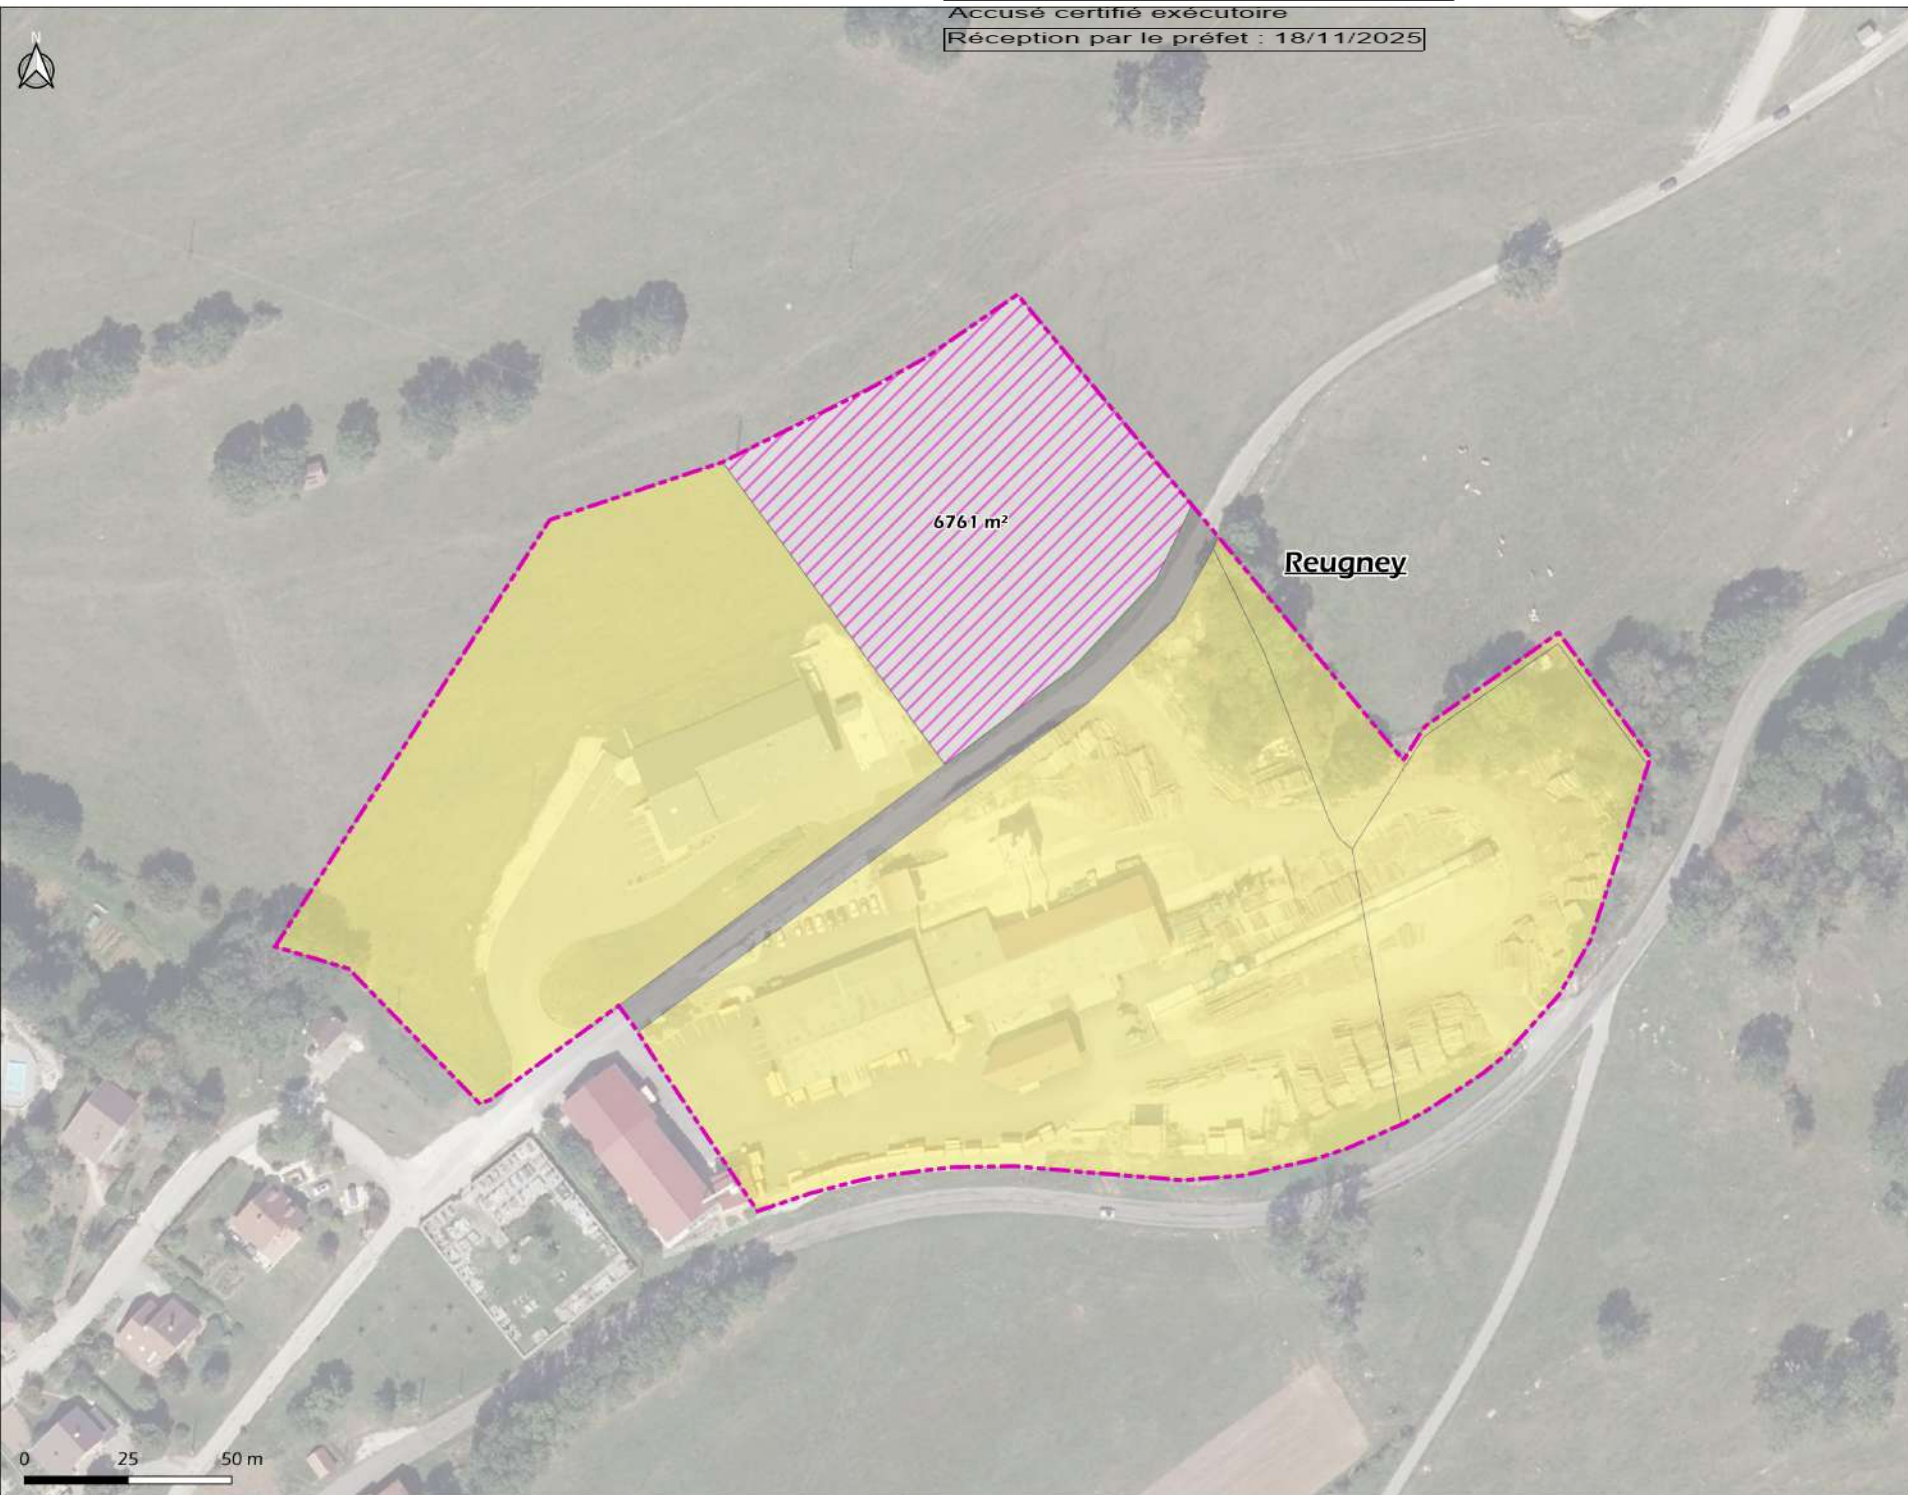 Accusé certifié exécutoire
Réception par le préfet : 18/11/2025
N
6761 m²
Reugney
0 25 50 m